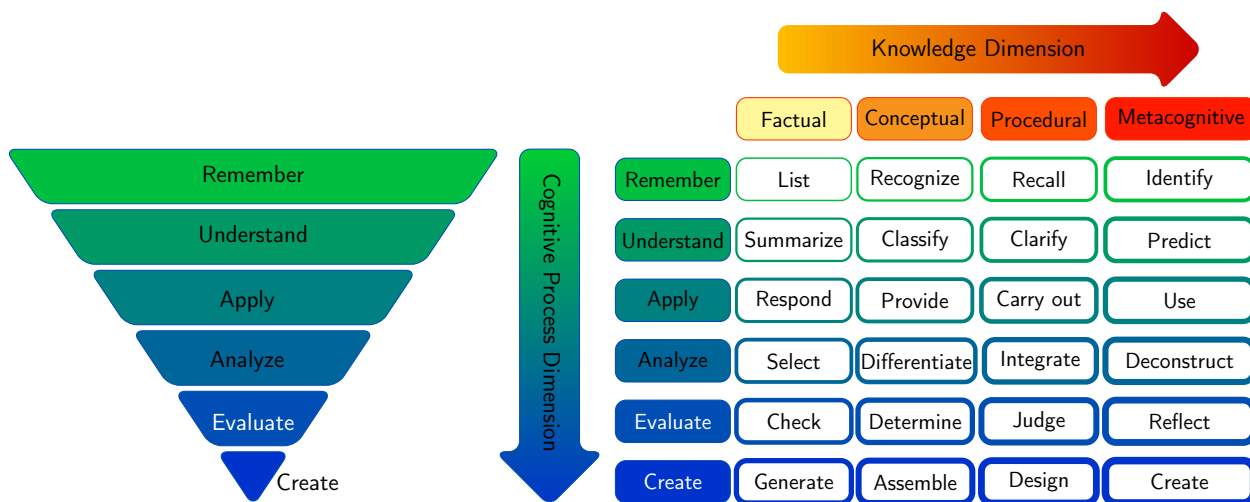 Knowledge Dimension
Factual Conceptual Procedural Metacognitive
Remember
Understand
Apply
Analyze
Evaluate
Create
Cognitive Process Dimension
Remember List Recognize Recall Identify
Understand Summarize Classify Clarify Predict
Apply Respond Provide Carry out Use
Analyze Select Differentiate Integrate Deconstruct
Evaluate Check Determine Judge Reflect
Create Generate Assemble Design Create